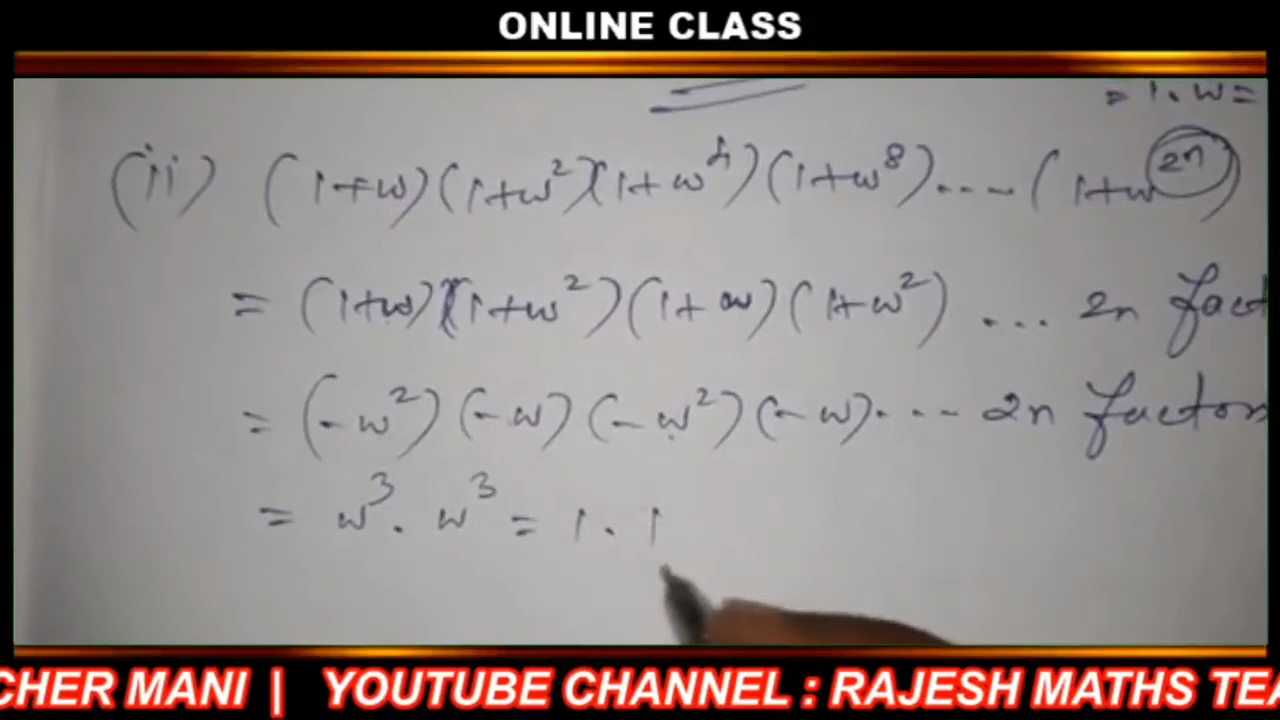 ONLINE CLASS
= 1. w =
(ii) (1+w)(1+w²)(1+w⁴)(1+w⁸)....(1+w²ⁿ)
= (1+w)(1+w²)(1+w)(1+w²) ... 2n fact
= (-w²)(-w)(-w²)(-w).... 2n factor
= w³. w³ = 1 . 1
CHER MANI | YOUTUBE CHANNEL : RAJESH MATHS TEA